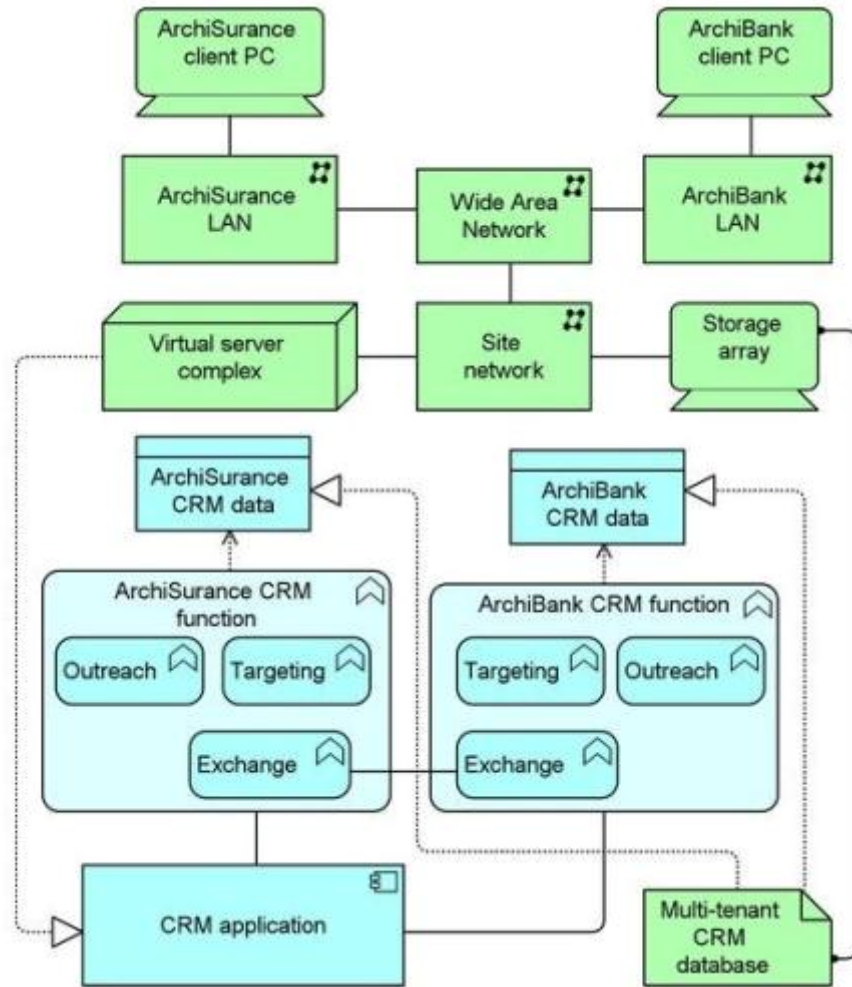 ArchiSurance
client PC
ArchiBank
client PC
ArchiSurance
LAN
Wide Area
Network
ArchiBank
LAN
Virtual server
complex
Site
network
Storage
array
ArchiSurance
CRM data
ArchiBank
CRM data
ArchiSurance CRM
function
Outreach
Targeting
Exchange
ArchiBank CRM function
Targeting
Outreach
Exchange
CRM application
Multi-tenant
CRM
database